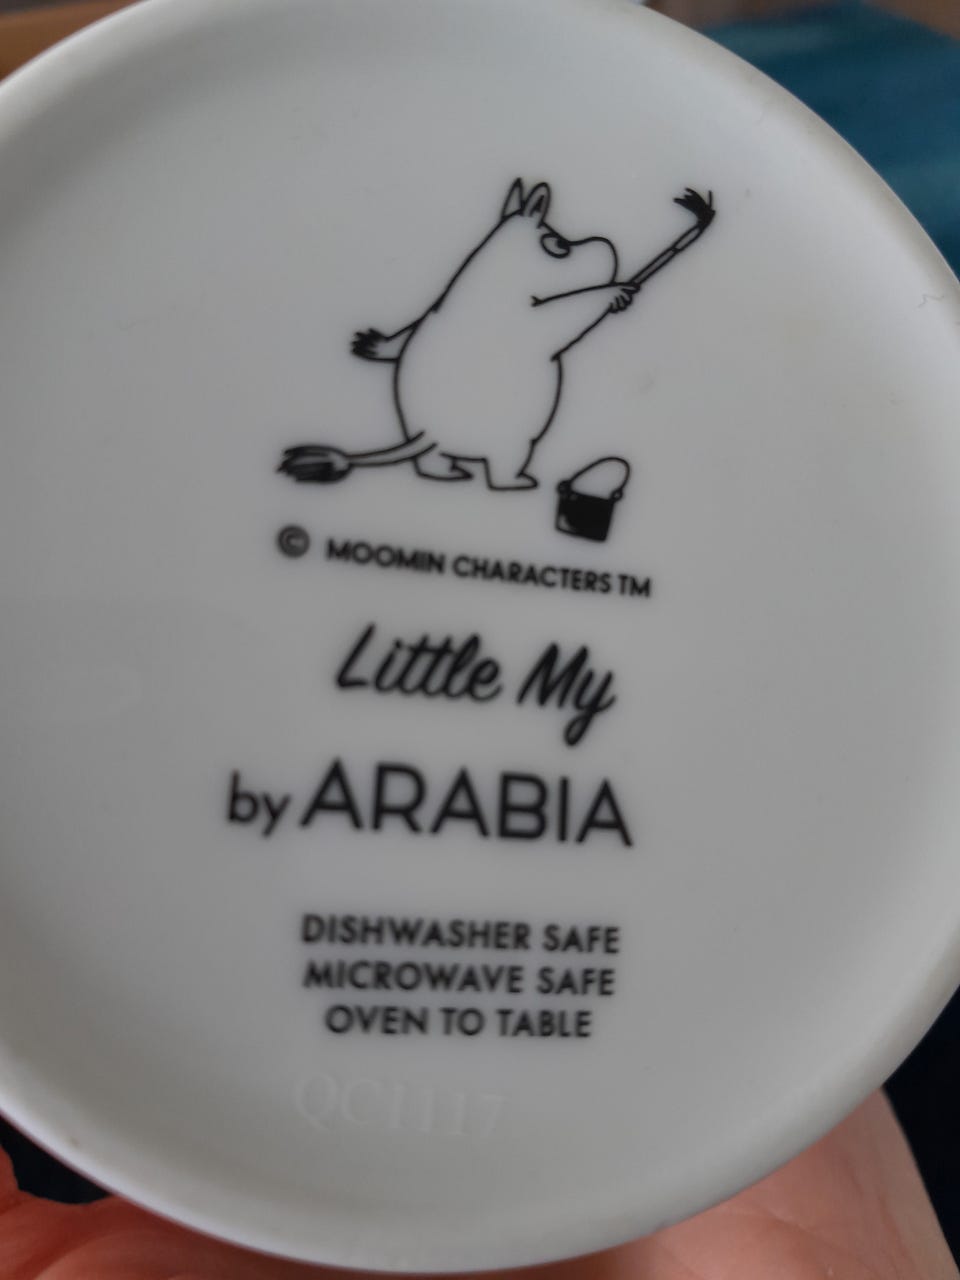 © MOOMIN CHARACTERS TM
Little My
by ARABIA
DISHWASHER SAFE
MICROWAVE SAFE
OVEN TO TABLE
QC1117